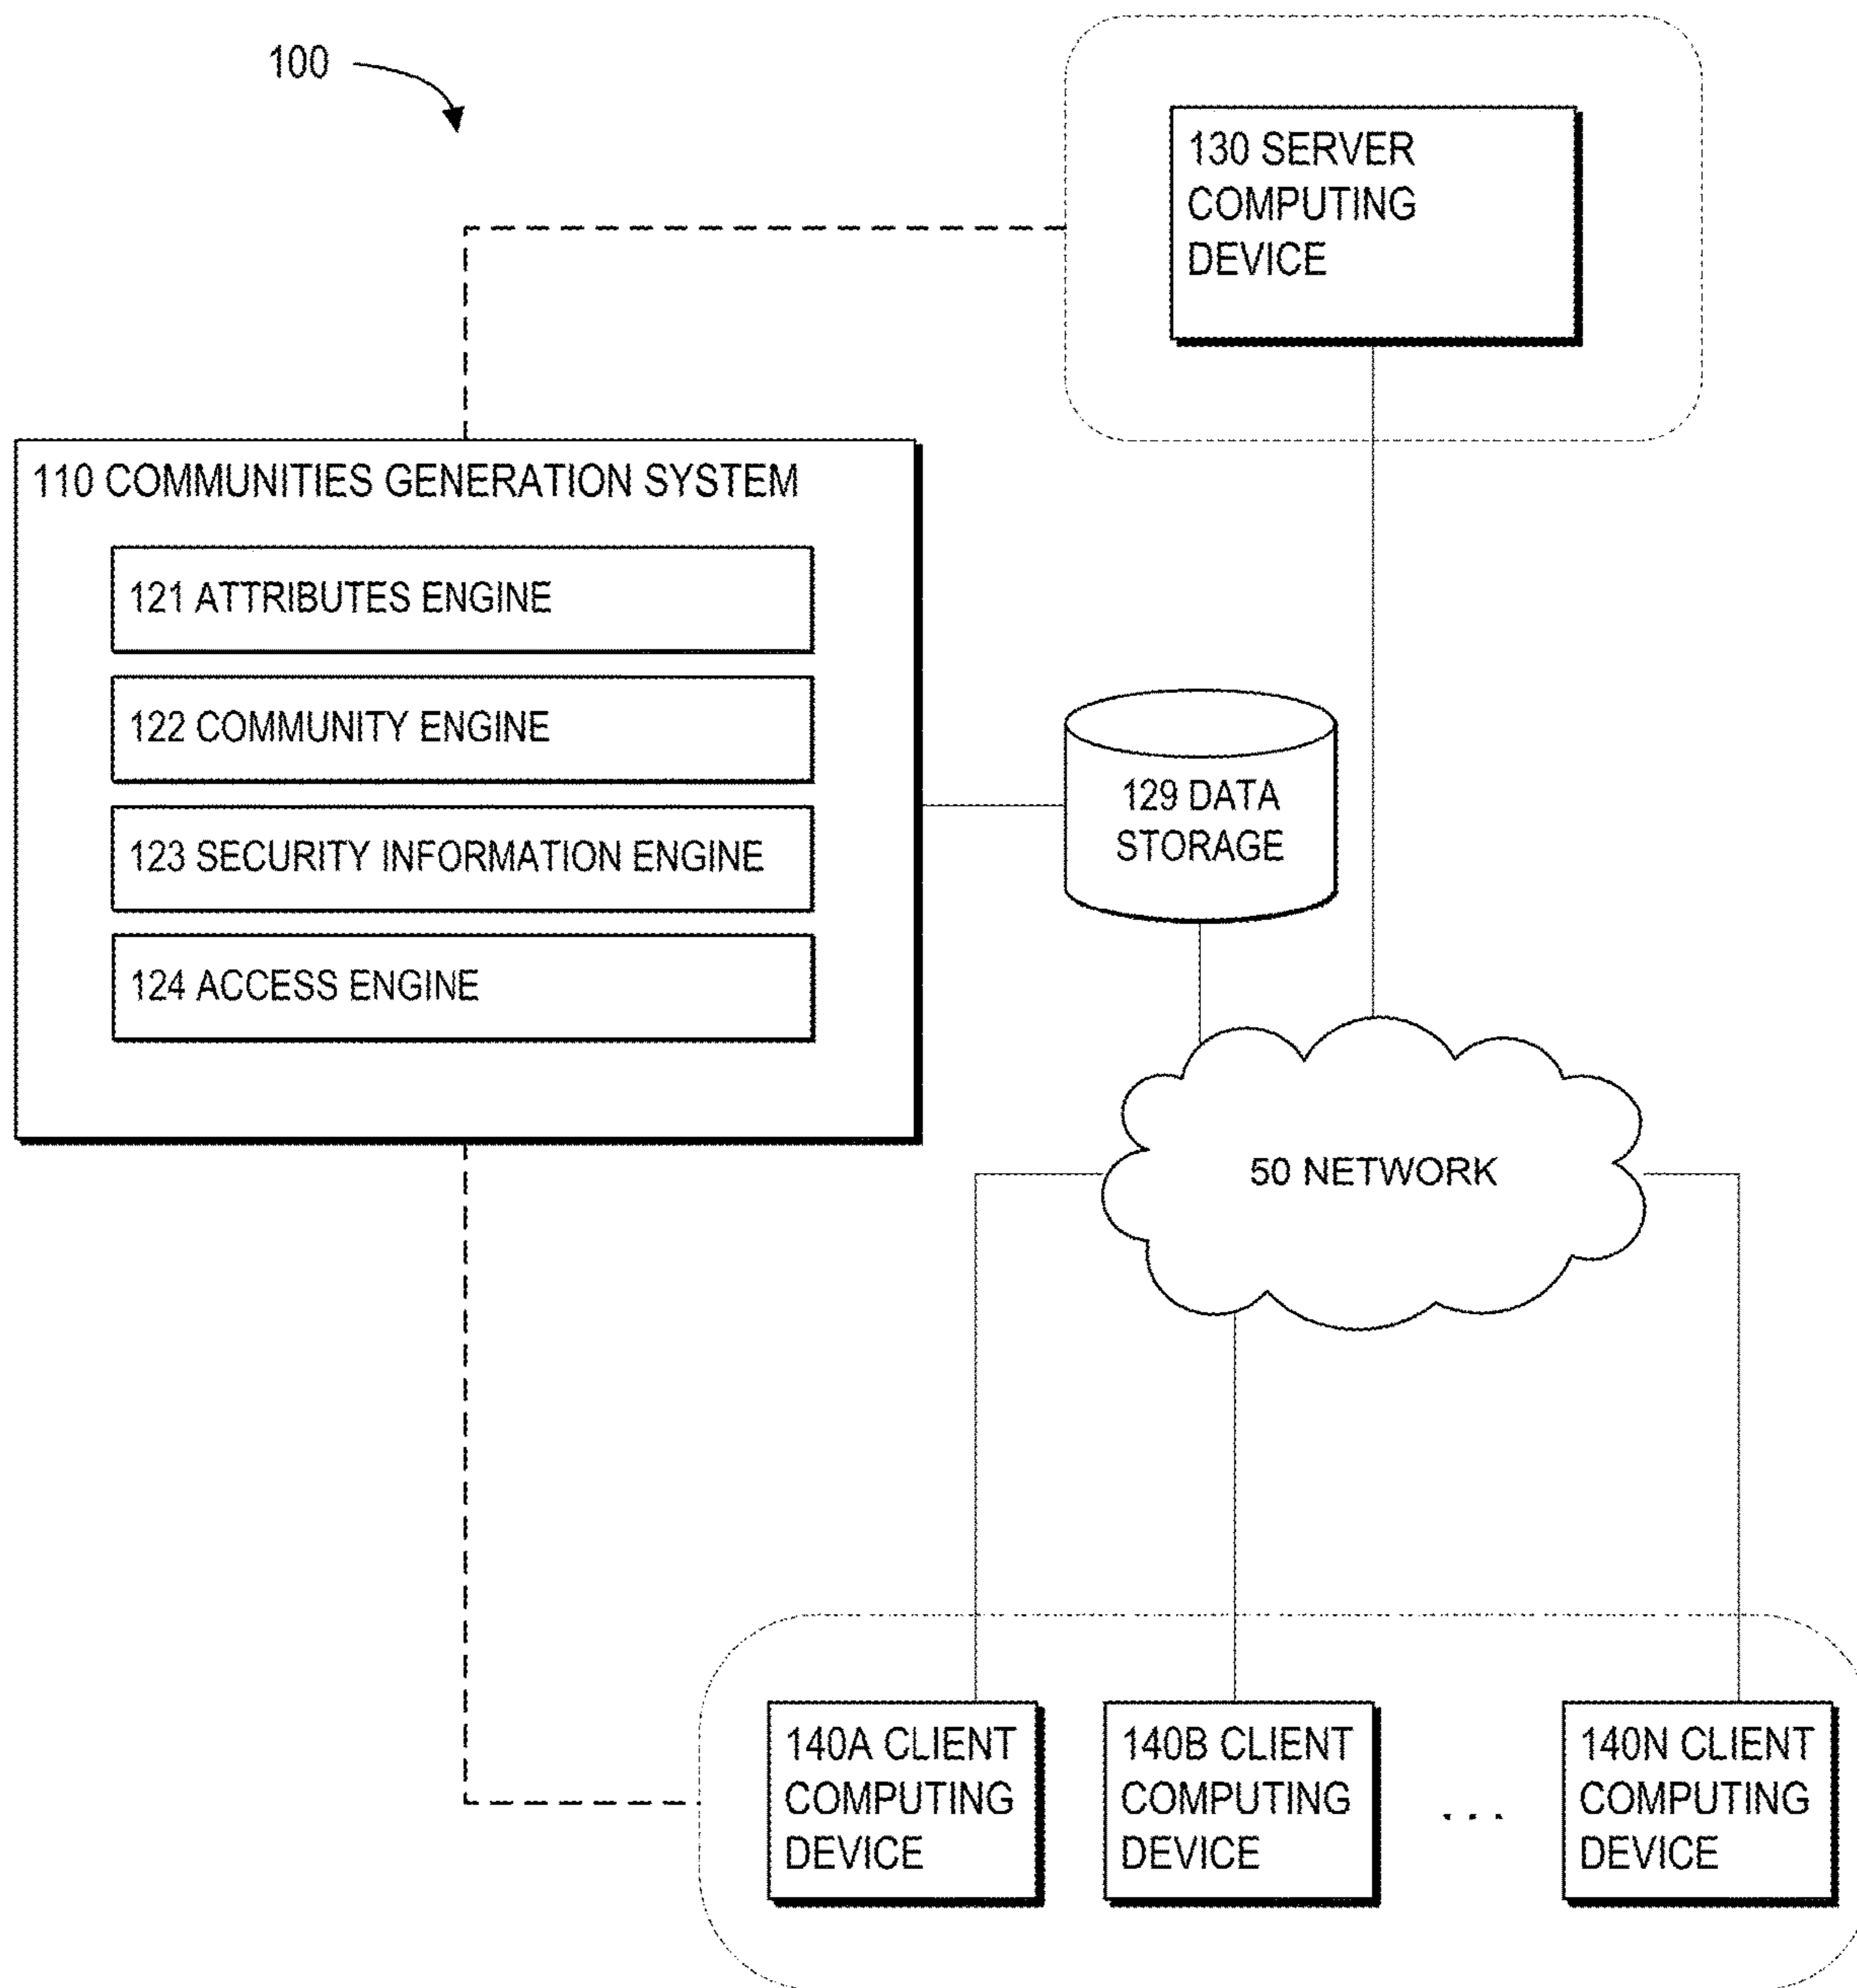 100
130 SERVER
COMPUTING
DEVICE
110 COMMUNITIES GENERATION SYSTEM
121 ATTRIBUTES ENGINE
122 COMMUNITY ENGINE
123 SECURITY INFORMATION ENGINE
124 ACCESS ENGINE
129 DATA
STORAGE
50 NETWORK
140A CLIENT
COMPUTING
DEVICE
140B CLIENT
COMPUTING
DEVICE
. . .
140N CLIENT
COMPUTING
DEVICE